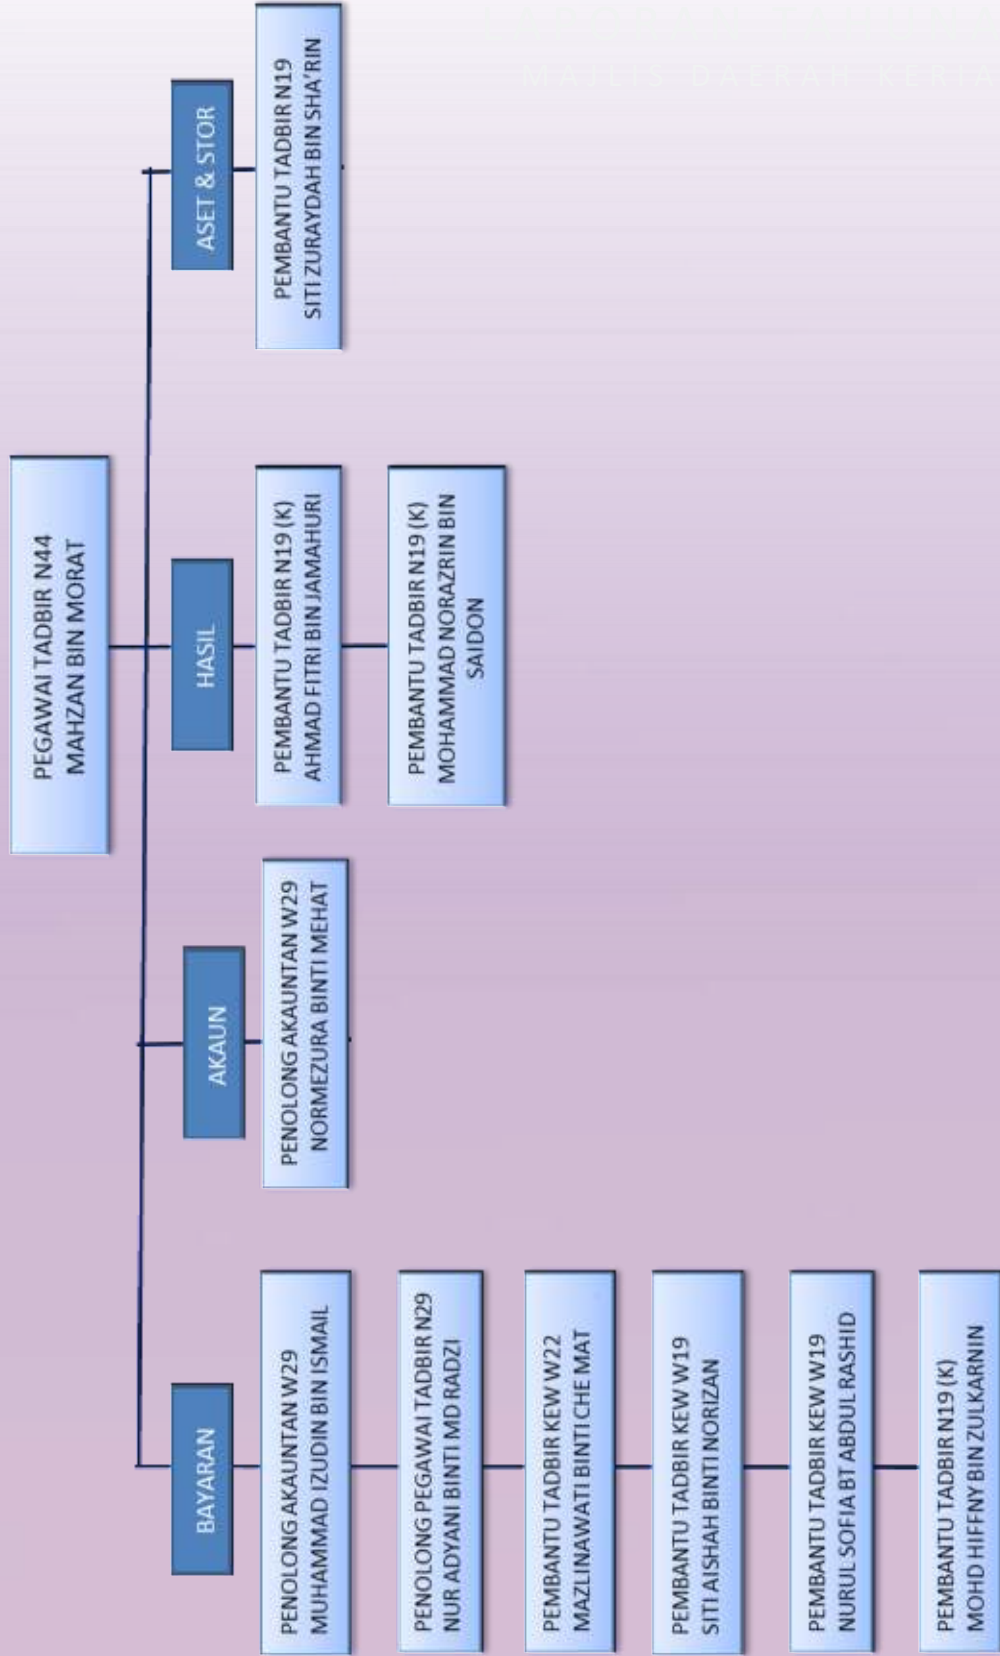 PEGAWAI TADBIR N44
MAHZAN BIN MORAT
BAYARAN
PENOLONG AKAUNTAN W29
MUHAMMAD IZUDIN BIN ISMAIL
PENOLONG PEGAWAI TADBIR N29
NUR ADYANI BINTI MD RADZI
PEMBANTU TADBIR KEW W22
MAZLINAWATI BINTI CHE MAT
PEMBANTU TADBIR KEW W19
SITI AISHAH BINTI NORIZAN
PEMBANTU TADBIR KEW W19
NURUL SOFIA BT ABDUL RASHID
PEMBANTU TADBIR N19 (K)
MOHD HIFFNY BIN ZULKARNIN
AKAUN
PENOLONG AKAUNTAN W29
NORMEZURA BINTI MEHAT
HASIL
PEMBANTU TADBIR N19 (K)
AHMAD FITRI BIN JAMAHURI
PEMBANTU TADBIR N19 (K)
MOHAMMAD NORAZRIN BIN
SAIDON
ASET & STOR
PEMBANTU TADBIR N19
SITI ZURAYDAH BIN SHA'RIN
MAJLIS DAERAH